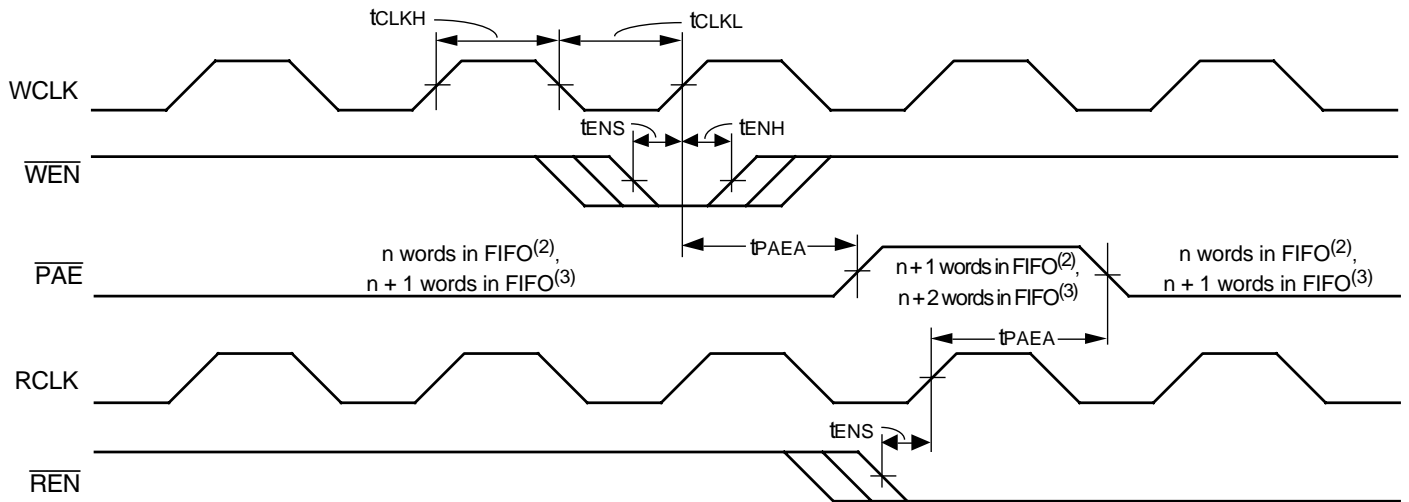 tCLKH
tCLKL
WCLK
tENS
tENH
WEN
tPAEA
PAE
n words in FIFO(2),
n + 1 words in FIFO(3)
n + 1 words in FIFO(2),
n + 2 words in FIFO(3)
n words in FIFO(2),
n + 1 words in FIFO(3)
tPAEA
RCLK
tENS
REN